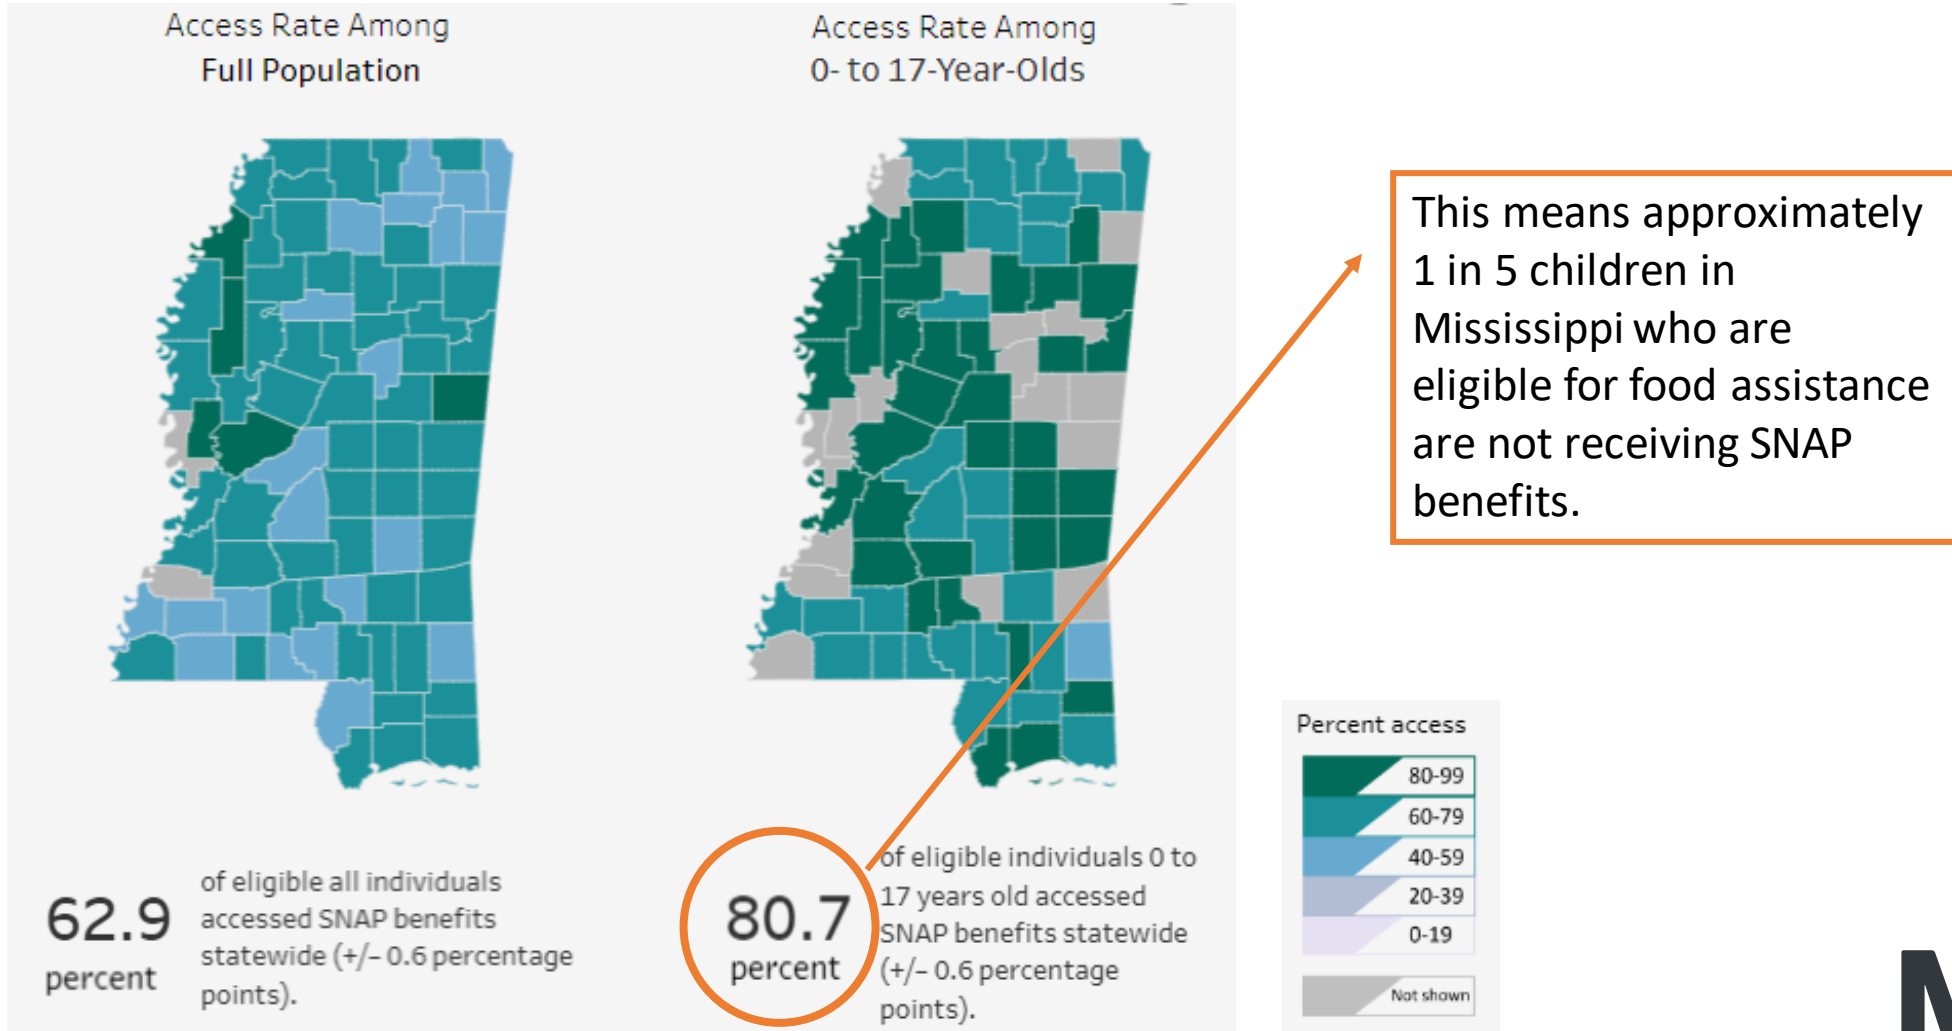 Access Rate Among
Full Population
Access Rate Among
0- to 17-Year-Olds
This means approximately
1 in 5 children in
Mississippi who are
eligible for food assistance
are not receiving SNAP
benefits.
62.9
percent
of eligible all individuals
accessed SNAP benefits
statewide (+/– 0.6 percentage
points).
80.7
percent
of eligible individuals 0 to
17 years old accessed
SNAP benefits statewide
(+/– 0.6 percentage
points).
Percent access
80-99
60-79
40-59
20-39
0-19
Not shown